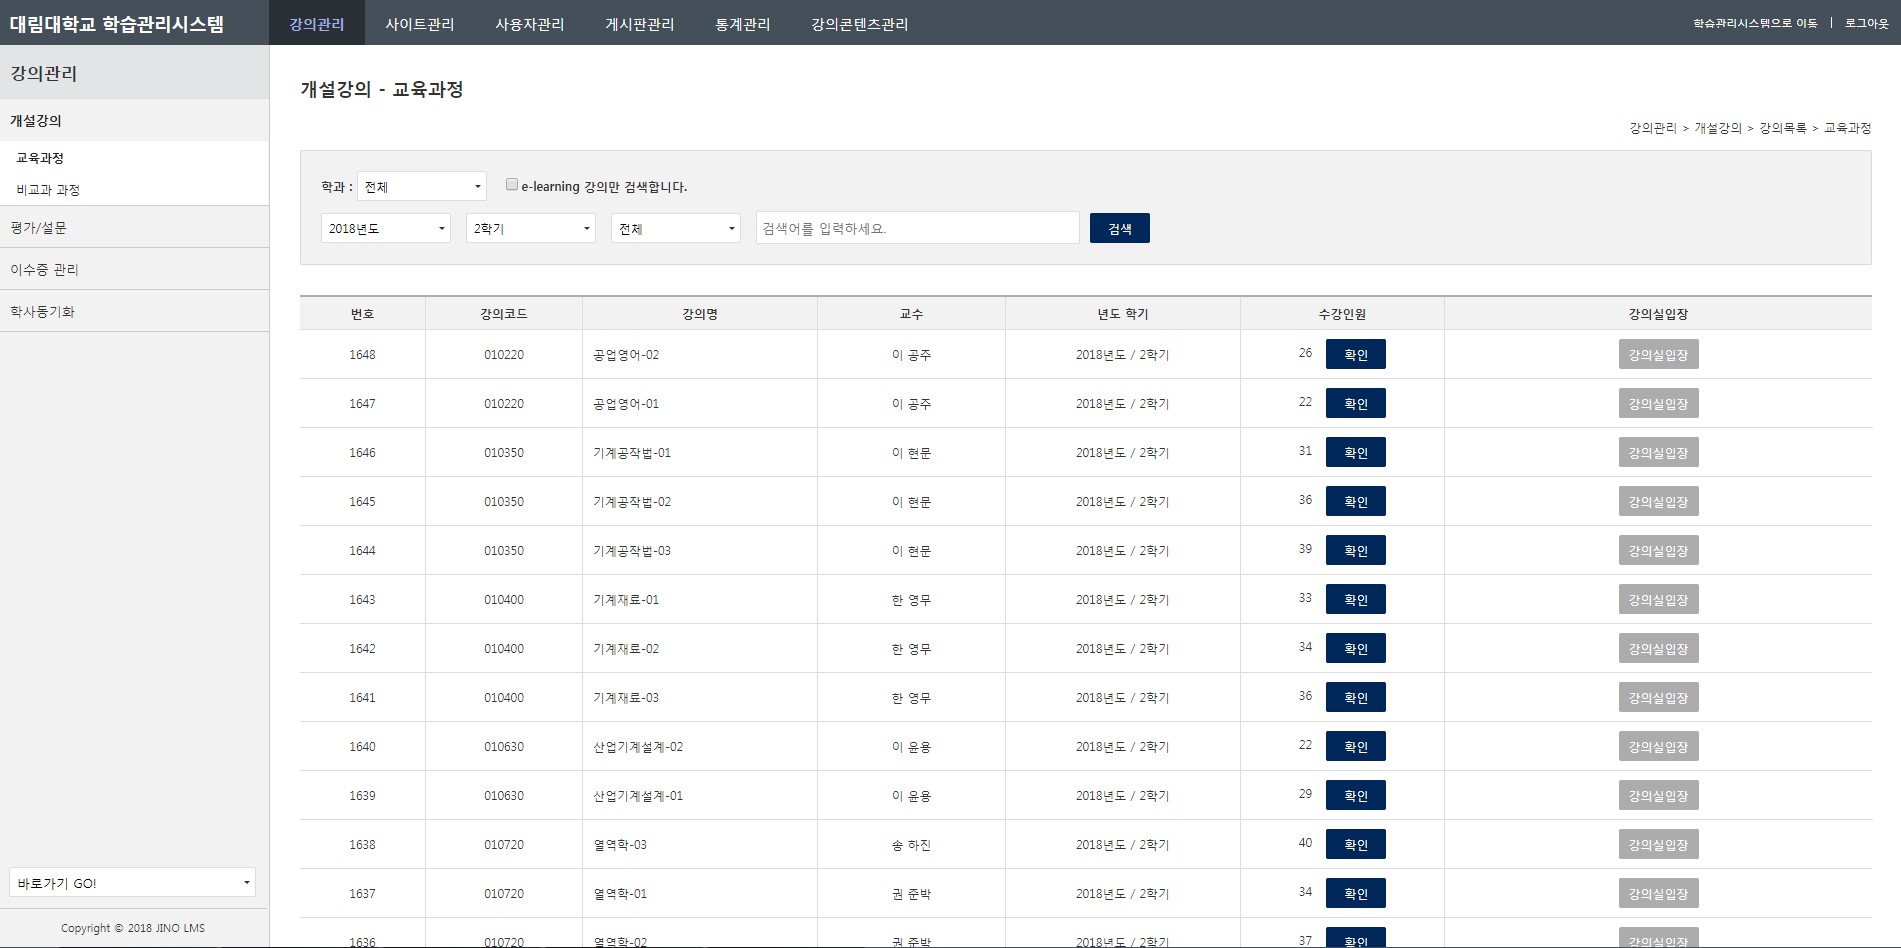 대림대학교 학습관리시스템 강의관리 사이트관리 사용자관리 게시판관리 통계관리 강의콘텐츠관리 학습관리시스템으로 이동 | 로그아웃
강의관리
개설강의
교육과정
비교과 과정
평가/설문
이수증 관리
학사동기화
바로가기 GO!
Copyright © 2018 JINO LMS
개설강의 - 교육과정
강의관리 > 개설강의 > 강의목록 > 교육과정
학과 : 전체 e-learning 강의만 검색합니다.
2018년도 2학기 전체 검색어를 입력하세요. 검색
번호 강의코드 강의명 교수 년도 학기 수강인원 강의실입장
1648 010220 공업영어-02 이 공주 2018년도 / 2학기 26 확인 강의실입장
1647 010220 공업영어-01 이 공주 2018년도 / 2학기 22 확인 강의실입장
1646 010350 기계공작법-01 이 현문 2018년도 / 2학기 31 확인 강의실입장
1645 010350 기계공작법-02 이 현문 2018년도 / 2학기 36 확인 강의실입장
1644 010350 기계공작법-03 이 현문 2018년도 / 2학기 39 확인 강의실입장
1643 010400 기계재료-01 한 영무 2018년도 / 2학기 33 확인 강의실입장
1642 010400 기계재료-02 한 영무 2018년도 / 2학기 34 확인 강의실입장
1641 010400 기계재료-03 한 영무 2018년도 / 2학기 36 확인 강의실입장
1640 010630 산업기계설계-02 이 윤용 2018년도 / 2학기 22 확인 강의실입장
1639 010630 산업기계설계-01 이 윤용 2018년도 / 2학기 29 확인 강의실입장
1638 010720 열역학-03 송 하진 2018년도 / 2학기 40 확인 강의실입장
1637 010720 열역학-01 권 준박 2018년도 / 2학기 34 확인 강의실입장
1636 010720 열역학-02 권 준박 2018년도 / 2학기 37 확인 강의실입장